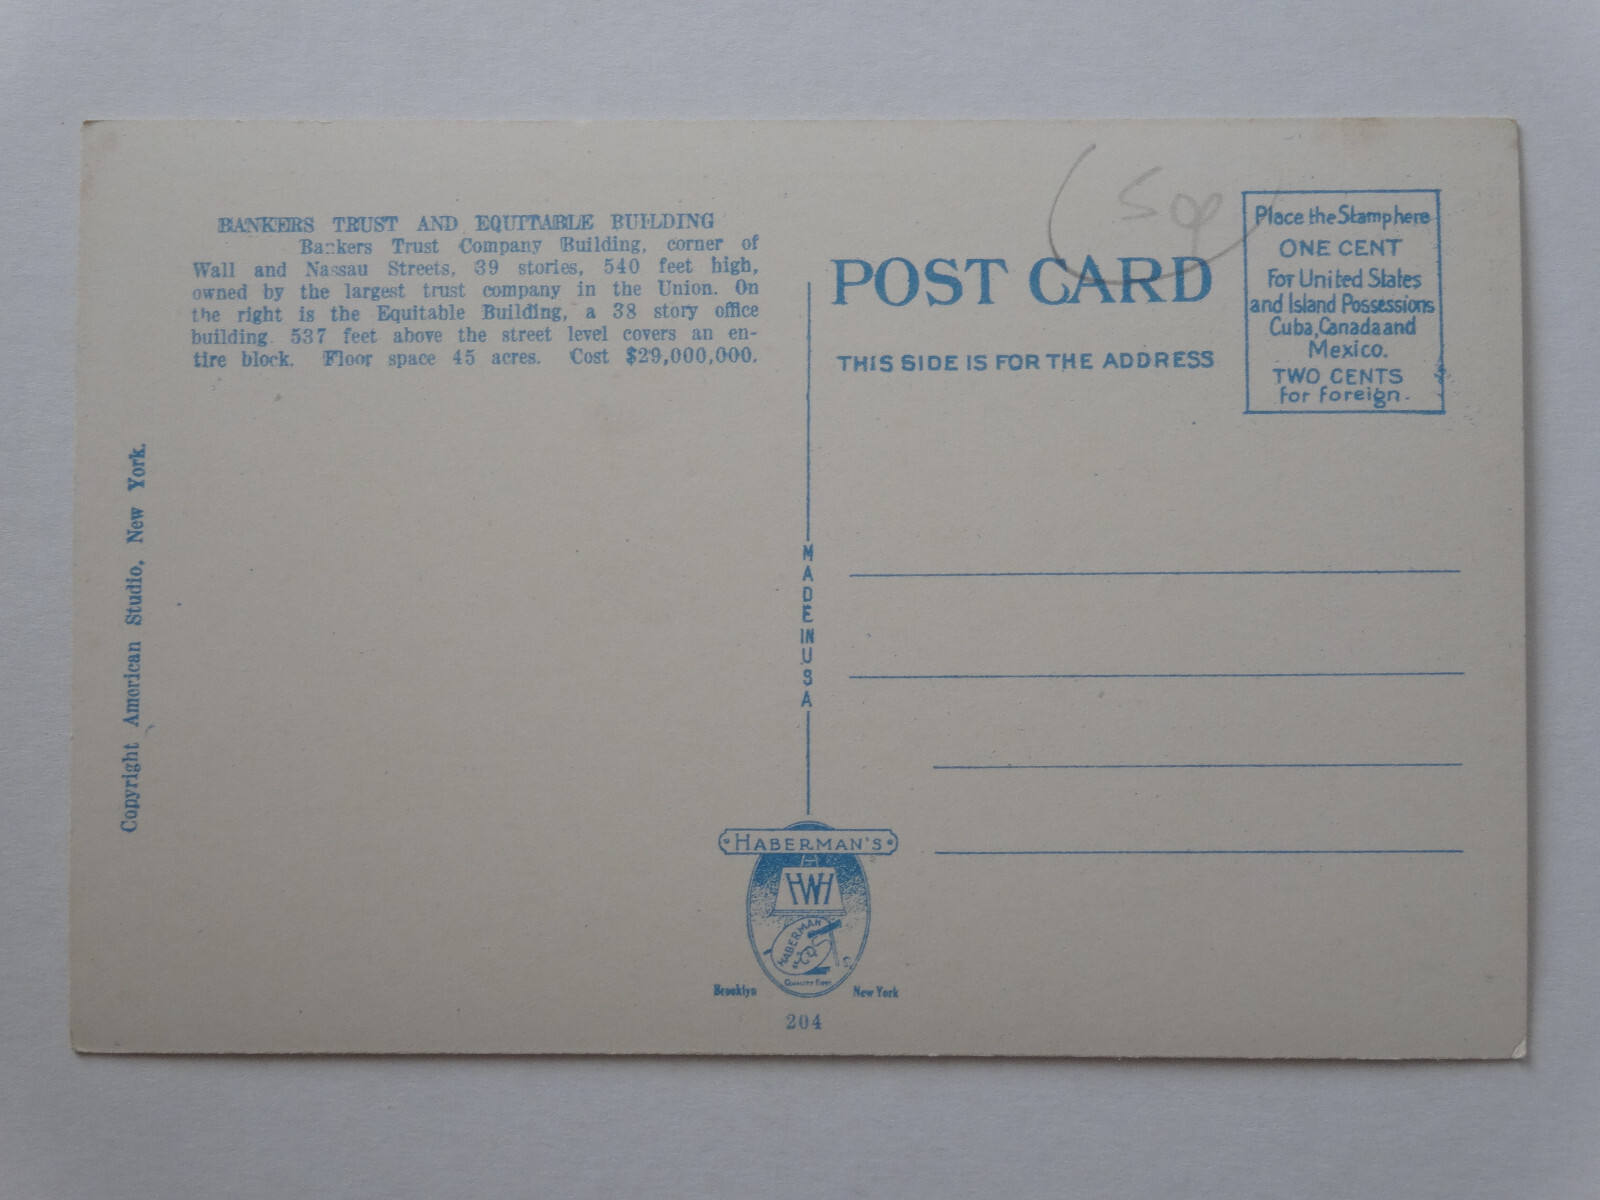 BANKERS TRUST AND EQUITABLE BUILDING
Bankers Trust Company Building, corner of
Wall and Nassau Streets, 39 stories, 540 feet high,
owned by the largest trust company in the Union. On
the right is the Equitable Building, a 38 story office
building 537 feet above the street level covers an en-
tire block. Floor space 45 acres. Cost $29,000,000.
Copyright American Studio, New York.
POST CARD
THIS SIDE IS FOR THE ADDRESS
Place the Stamp here
ONE CENT
For United States
and Island Possessions
Cuba, Canada and
Mexico.
TWO CENTS
for foreign.
MADE IN USA
HABERMAN'S
HWH
HABERMAN
QUALITY FIRST
Brooklyn New York
204